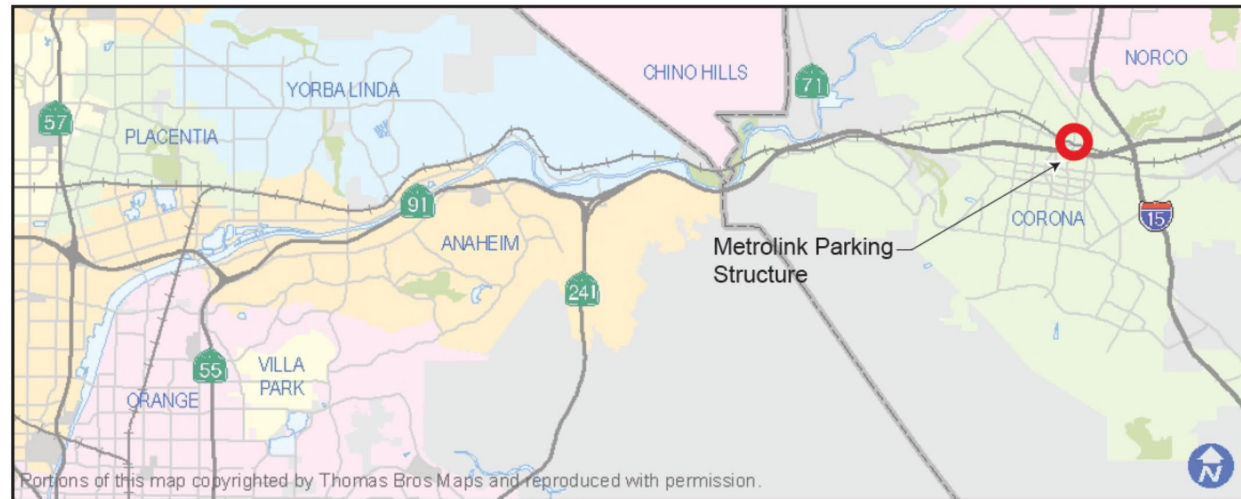 CHINO HILLS
NORCO
71
YORBA LINDA
57
PLACENTIA
91
ANAHEIM
CORONA
15
Metrolink Parking
Structure
241
55
VILLA
PARK
ORANGE
Portions of this map copyrighted by Thomas Bros Maps and reproduced with permission.
N